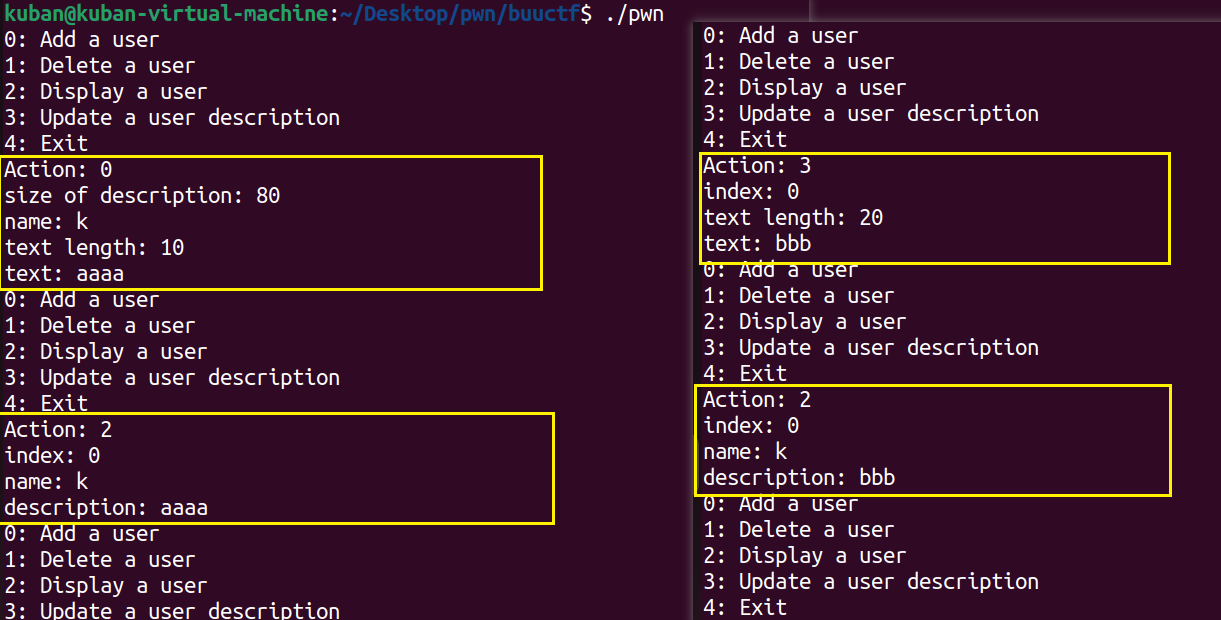 kuban@kuban-virtual-machine:~/Desktop/pwn/buuctf$ ./pwn
0: Add a user
1: Delete a user
2: Display a user
3: Update a user description
4: Exit
Action: 0
size of description: 80
name: k
text length: 10
text: aaaa
0: Add a user
1: Delete a user
2: Display a user
3: Update a user description
4: Exit
Action: 2
index: 0
name: k
description: aaaa
0: Add a user
1: Delete a user
2: Display a user
3: Update a user description
0: Add a user
1: Delete a user
2: Display a user
3: Update a user description
4: Exit
Action: 3
index: 0
text length: 20
text: bbb
0: Add a user
1: Delete a user
2: Display a user
3: Update a user description
4: Exit
Action: 2
index: 0
name: k
description: bbb
0: Add a user
1: Delete a user
2: Display a user
3: Update a user description
4: Exit